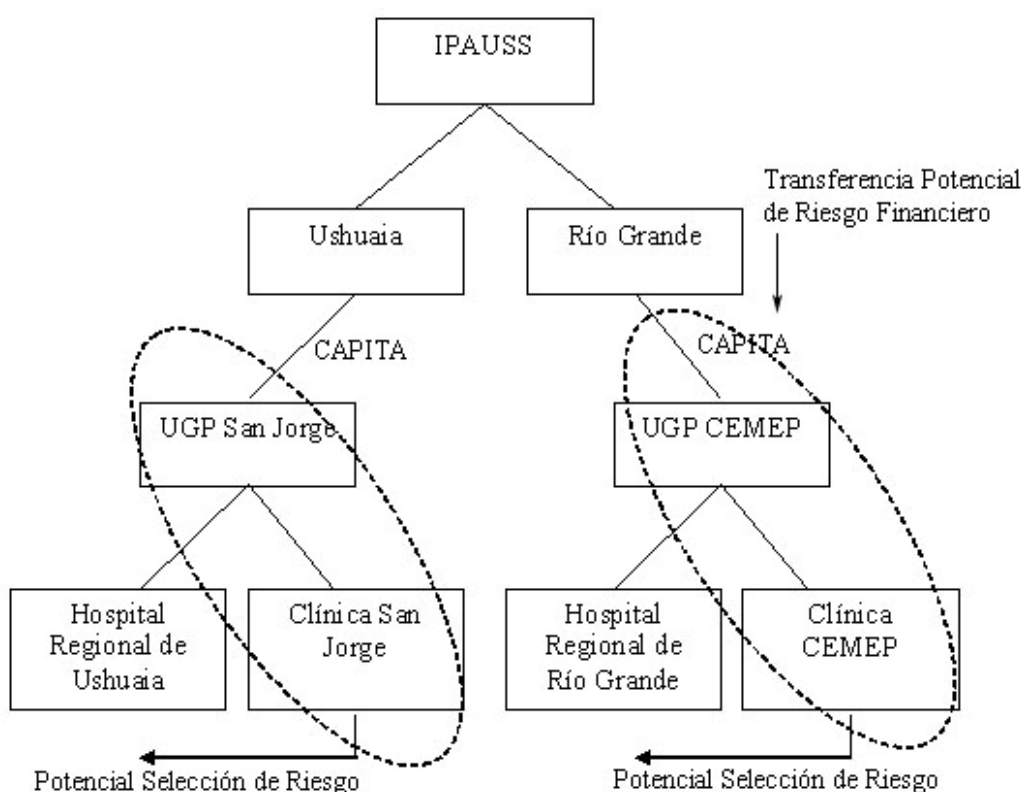 IPAUSS
Transferencia Potencial
de Riesgo Financiero
Ushuaia
Río Grande
CAPITA
CAPITA
UGP San Jorge
UGP CEMEP
Hospital
Regional de
Ushuaia
Clínica San
Jorge
Hospital
Regional de
Río Grande
Clínica
CEMEP
Potencial Selección de Riesgo
Potencial Selección de Riesgo